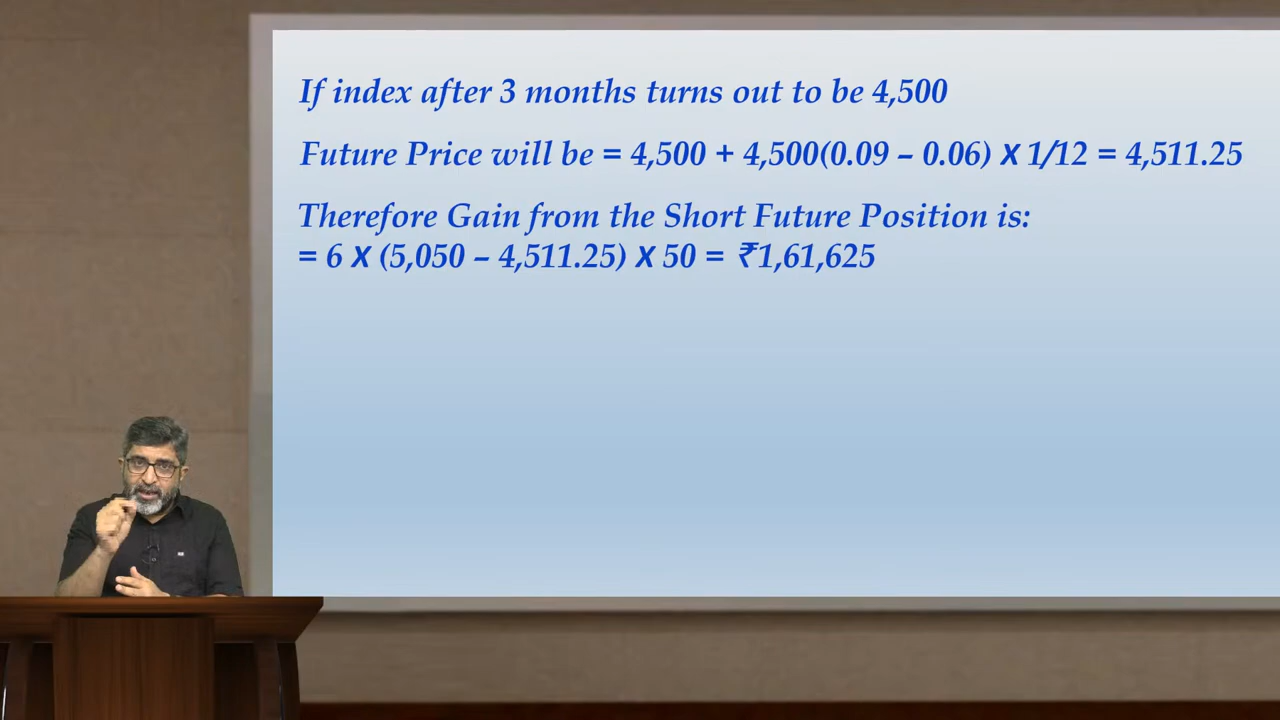 If index after 3 months turns out to be 4,500
Future Price will be = 4,500 + 4,500(0.09 – 0.06) X 1/12 = 4,511.25
Therefore Gain from the Short Future Position is:
= 6 X (5,050 – 4,511.25) X 50 = ₹1,61,625